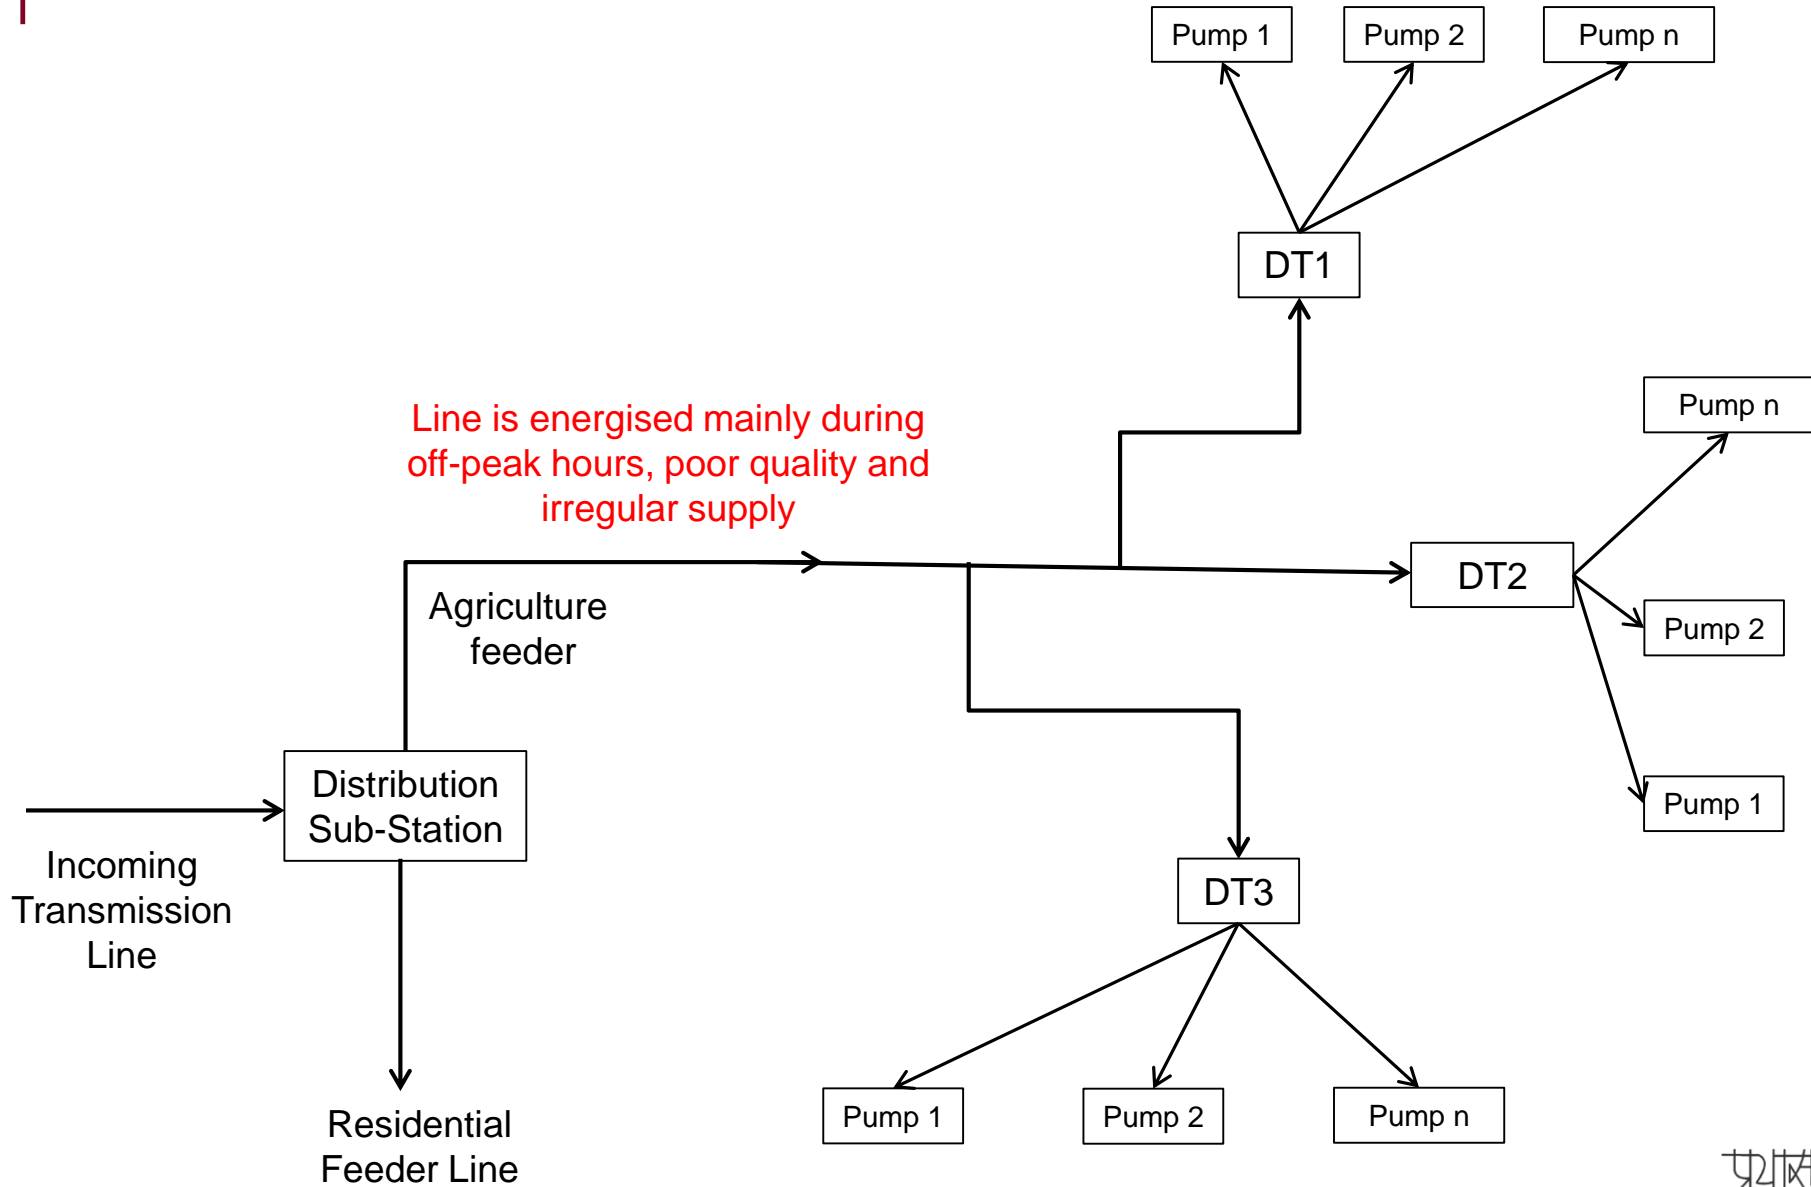 Pump 1
Pump 2
Pump n
DT1
Pump n
Line is energised mainly during
off-peak hours, poor quality and
irregular supply
DT2
Agriculture
feeder
Pump 2
Distribution
Sub-Station
Pump 1
Incoming
Transmission
Line
DT3
Pump 1
Pump 2
Pump n
Residential
Feeder Line